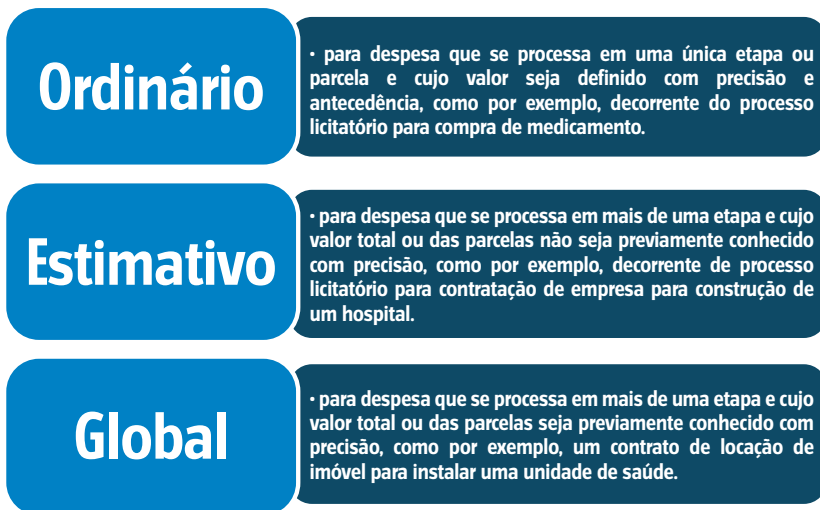 Ordinário
• para despesa que se processa em uma única etapa ou
parcela e cujo valor seja definido com precisão e
antecedência, como por exemplo, decorrente do processo
licitatório para compra de medicamento.
Estimativo
• para despesa que se processa em mais de uma etapa e cujo
valor total ou das parcelas não seja previamente conhecido
com precisão, como por exemplo, decorrente de processo
licitatório para contratação de empresa para construção de
um hospital.
Global
• para despesa que se processa em mais de uma etapa e cujo
valor total ou das parcelas seja previamente conhecido com
precisão, como por exemplo, um contrato de locação de
imóvel para instalar uma unidade de saúde.